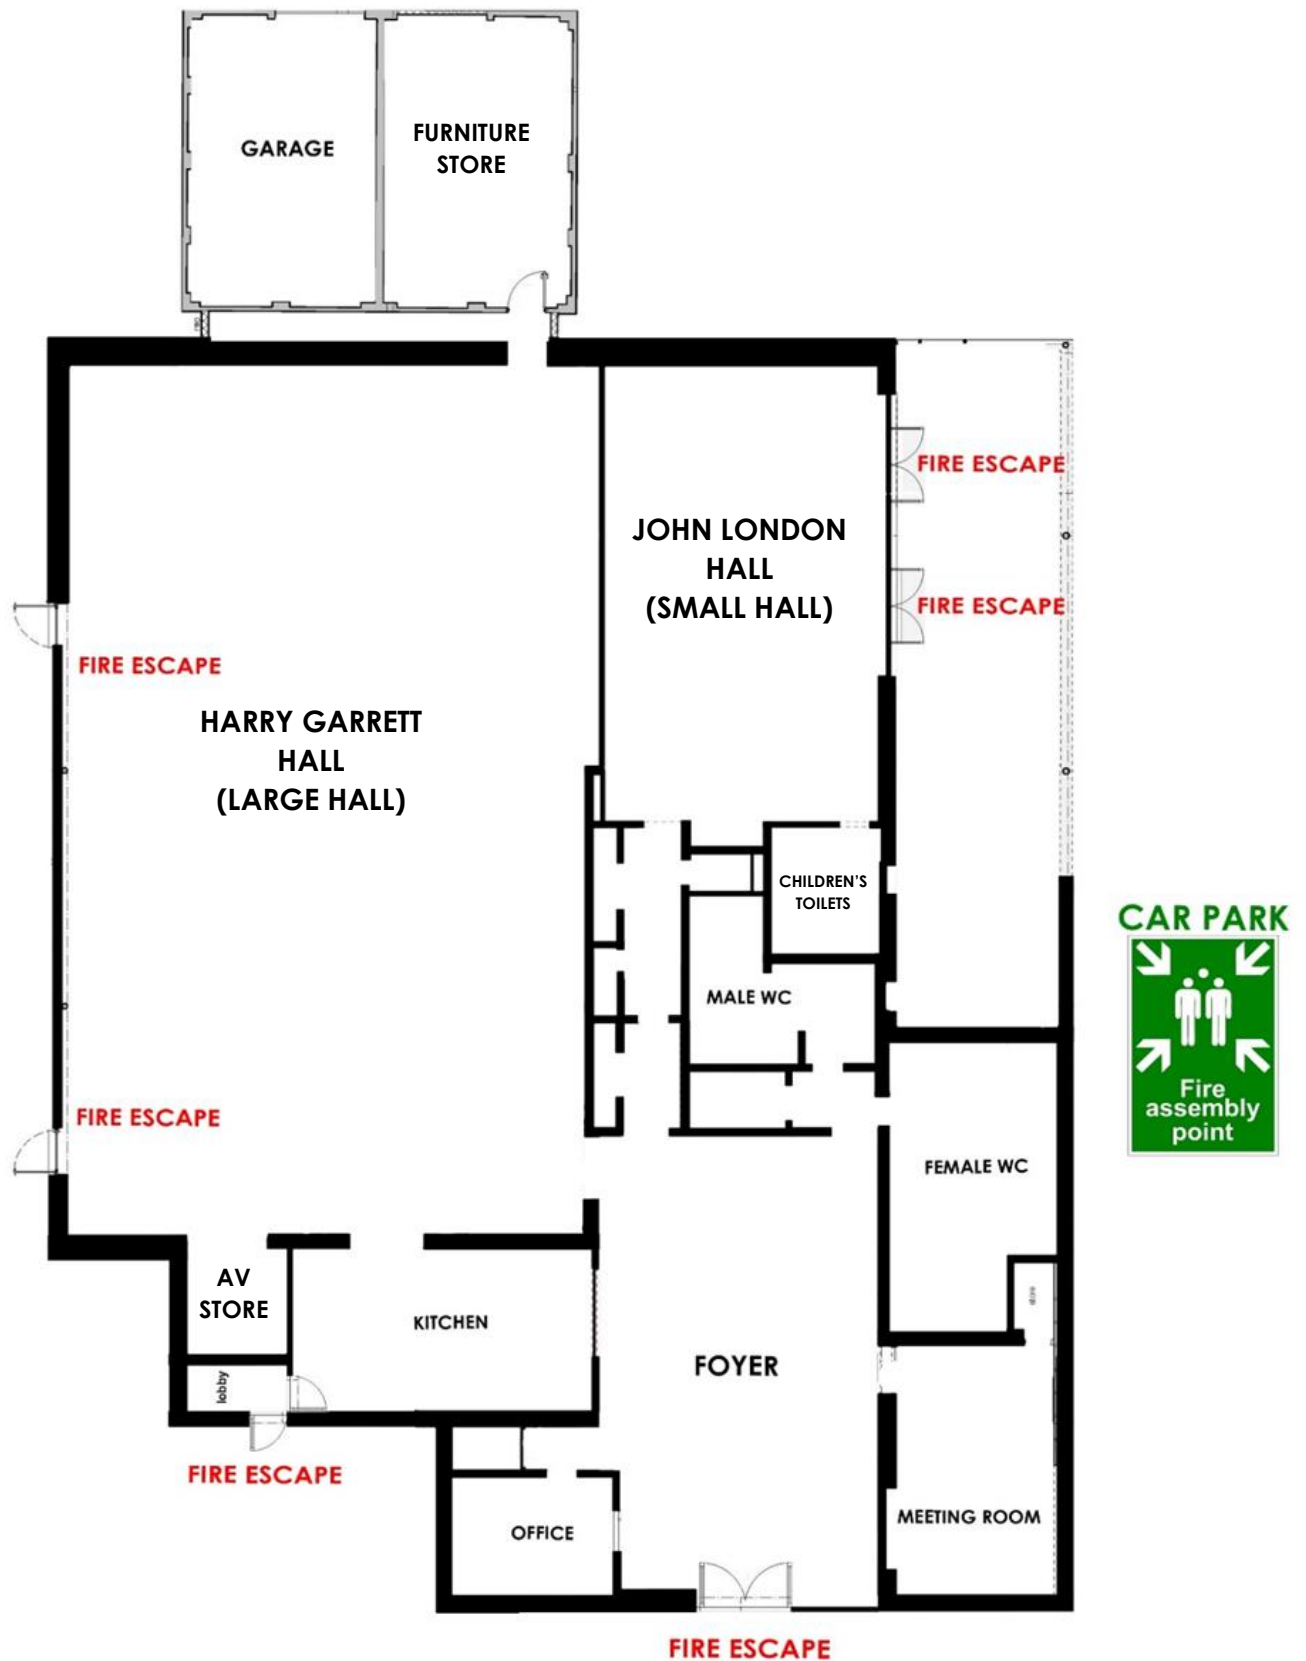 GARAGE
FURNITURE
STORE
FIRE ESCAPE
JOHN LONDON
HALL
(SMALL HALL)
FIRE ESCAPE
FIRE ESCAPE
HARRY GARRETT
HALL
(LARGE HALL)
CHILDREN'S
TOILETS
CAR PARK
MALE WC
Fire
assembly
point
FIRE ESCAPE
FEMALE WC
AV
STORE
store
KITCHEN
FOYER
lobby
FIRE ESCAPE
MEETING ROOM
OFFICE
FIRE ESCAPE